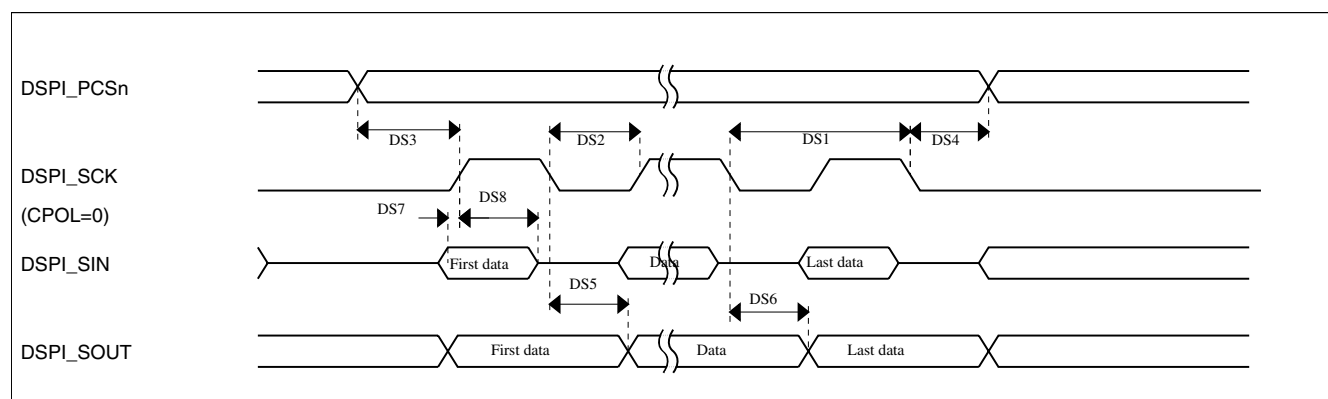 DSPI_PCSn
DS3
DS2
DS1
DS4
DSPI_SCK
(CPOL=0)
DS7
DS8
DSPI_SIN
First data
Data
Last data
DS5
DS6
DSPI_SOUT
First data
Data
Last data